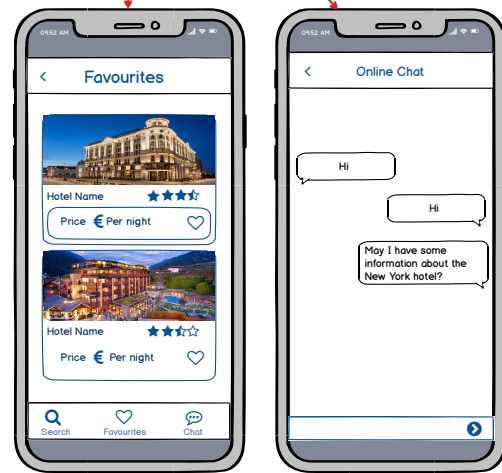 09:52 AM
Favourites
Hotel Name
Price € Per night
Hotel Name
Price € Per night
Search
Favourites
Chat
09:52 AM
Online Chat
Hi
Hi
May I have some
information about the
New York hotel?